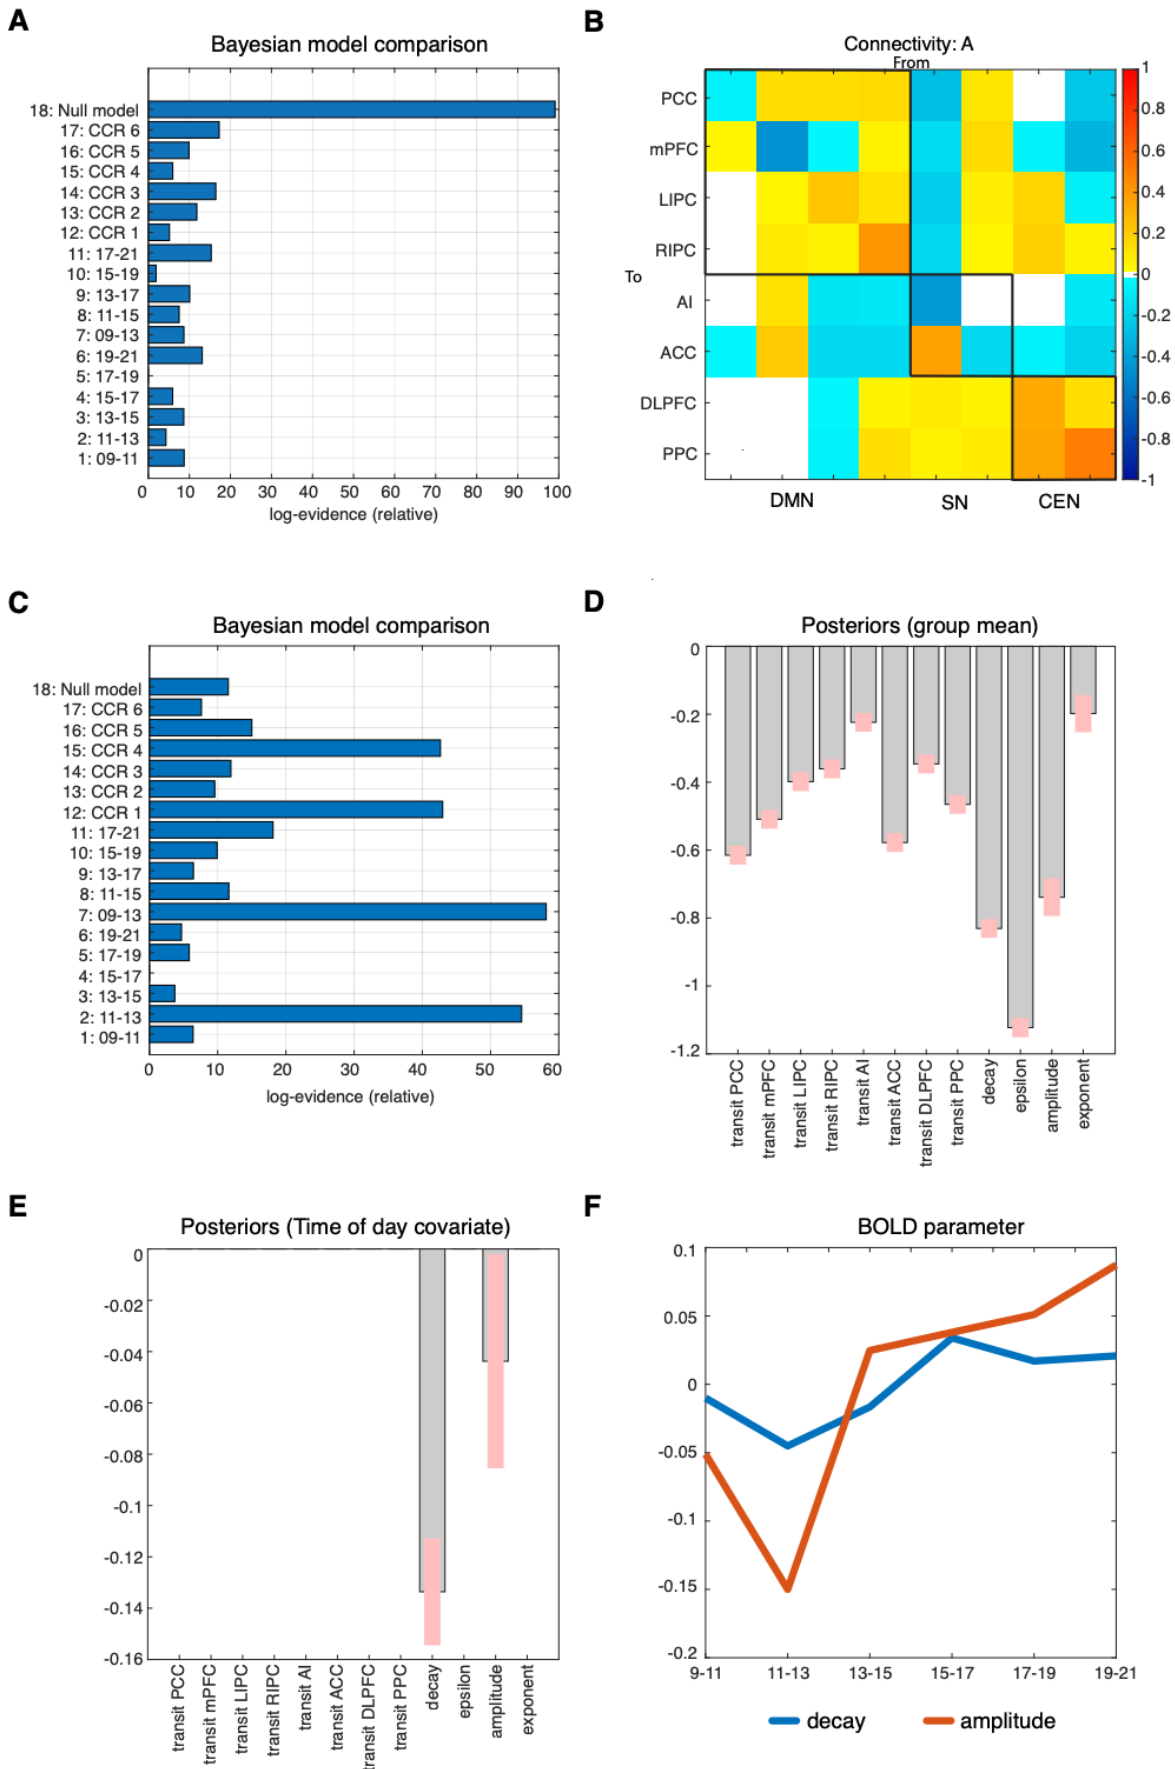 A
Bayesian model comparison
18: Null model
17: CCR 6
16: CCR 5
15: CCR 4
14: CCR 3
13: CCR 2
12: CCR 1
11: 17-21
10: 15-19
9: 13-17
8: 11-15
7: 09-13
6: 19-21
5: 17-19
4: 15-17
3: 13-15
2: 11-13
1: 09-11
0 10 20 30 40 50 60 70 80 90 100
log-evidence (relative)
B
Connectivity: A
From
To
PCC
mPFC
LIPC
RIPC
AI
ACC
DLPFC
PPC
DMN SN CEN
1
0.8
0.6
0.4
0.2
0
-0.2
-0.4
-0.6
-0.8
-1
C
Bayesian model comparison
18: Null model
17: CCR 6
16: CCR 5
15: CCR 4
14: CCR 3
13: CCR 2
12: CCR 1
11: 17-21
10: 15-19
9: 13-17
8: 11-15
7: 09-13
6: 19-21
5: 17-19
4: 15-17
3: 13-15
2: 11-13
1: 09-11
0 10 20 30 40 50 60
log-evidence (relative)
D
Posteriors (group mean)
0
-0.2
-0.4
-0.6
-0.8
-1
-1.2
transit PCC
transit mPFC
transit LIPC
transit RIPC
transit AI
transit ACC
transit DLPFC
transit PPC
decay
epsilon
amplitude
exponent
E
Posteriors (Time of day covariate)
0
-0.02
-0.04
-0.06
-0.08
-0.1
-0.12
-0.14
-0.16
transit PCC
transit mPFC
transit LIPC
transit RIPC
transit AI
transit ACC
transit DLPFC
transit PPC
decay
epsilon
amplitude
exponent
F
BOLD parameter
0.1
0.05
0
-0.05
-0.1
-0.15
-0.2
9-11 11-13 13-15 15-17 17-19 19-21
decay amplitude